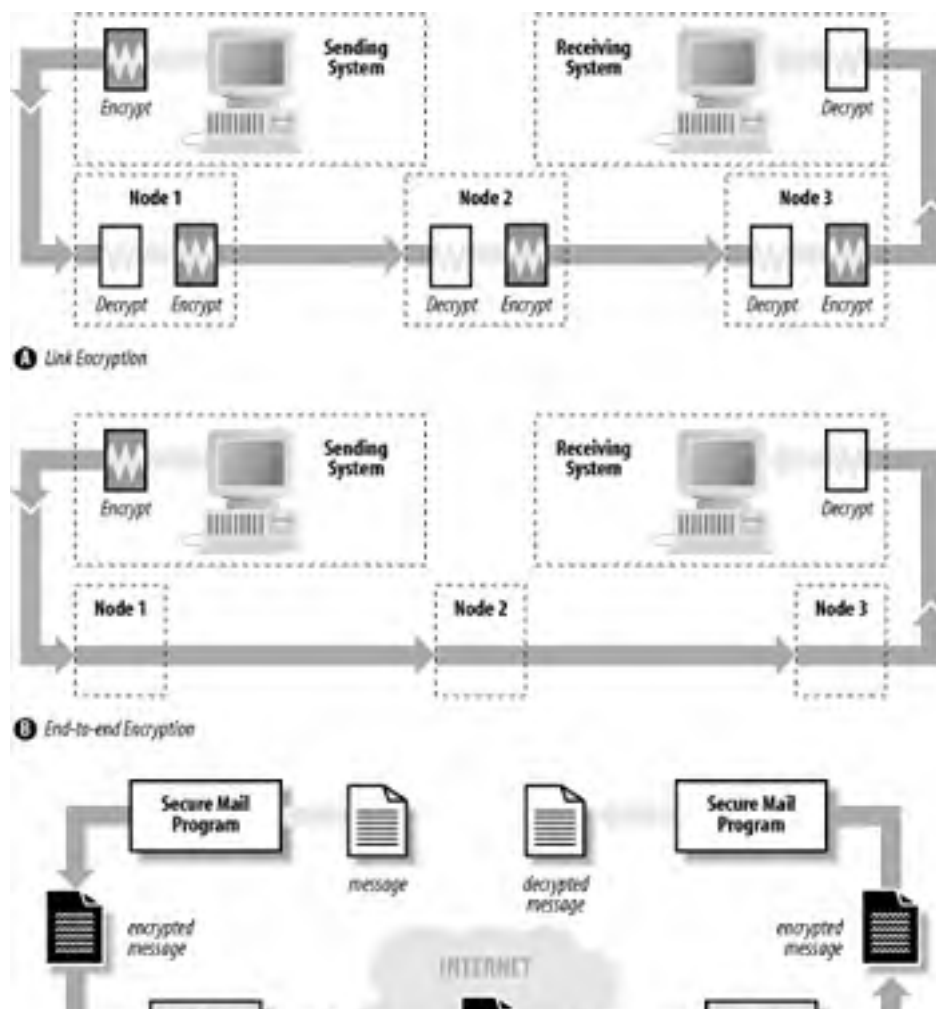 Sending
System
Receiving
System
Encrypt
Decrypt
Node 1
Node 2
Node 3
Decrypt
Encrypt
Decrypt
Encrypt
Decrypt
Encrypt
A Link Encryption
Sending
System
Receiving
System
Encrypt
Decrypt
Node 1
Node 2
Node 3
B End-to-end Encryption
Secure Mail
Program
Secure Mail
Program
message
decrypted
message
encrypted
message
encrypted
message
INTERNET